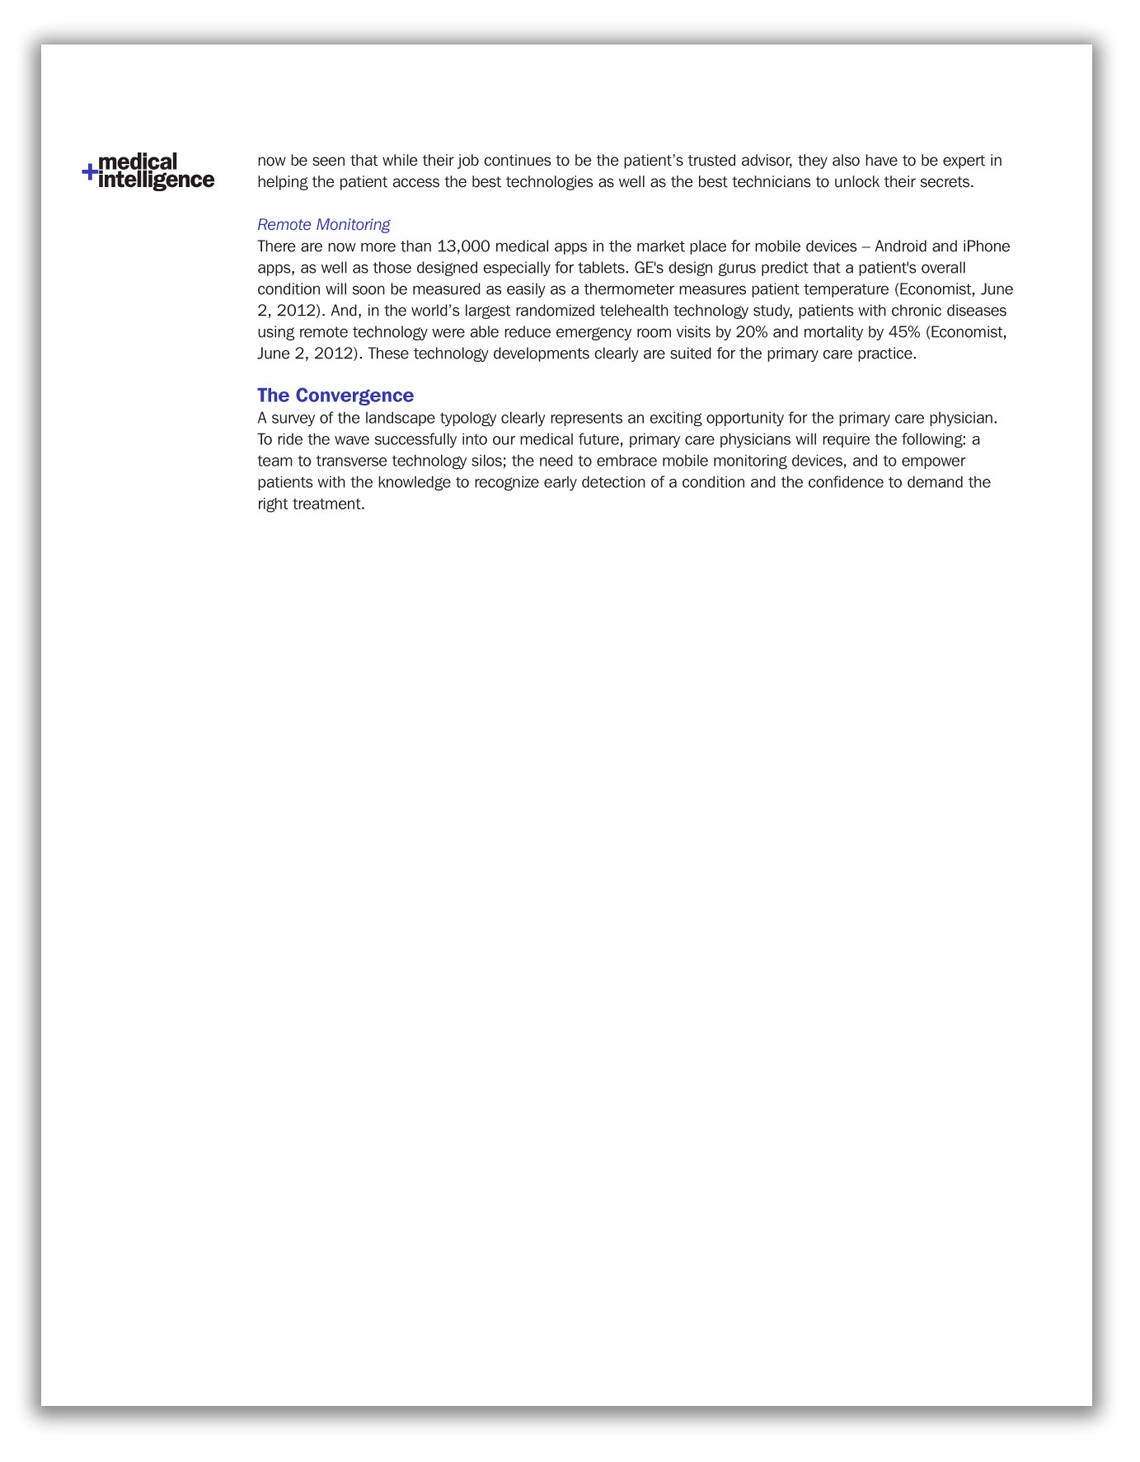 +medical
intelligence
now be seen that while their job continues to be the patient’s trusted advisor, they also have to be expert in
helping the patient access the best technologies as well as the best technicians to unlock their secrets.
Remote Monitoring
There are now more than 13,000 medical apps in the market place for mobile devices – Android and iPhone
apps, as well as those designed especially for tablets. GE's design gurus predict that a patient's overall
condition will soon be measured as easily as a thermometer measures patient temperature (Economist, June
2, 2012). And, in the world’s largest randomized telehealth technology study, patients with chronic diseases
using remote technology were able reduce emergency room visits by 20% and mortality by 45% (Economist,
June 2, 2012). These technology developments clearly are suited for the primary care practice.
The Convergence
A survey of the landscape typology clearly represents an exciting opportunity for the primary care physician.
To ride the wave successfully into our medical future, primary care physicians will require the following: a
team to transverse technology silos; the need to embrace mobile monitoring devices, and to empower
patients with the knowledge to recognize early detection of a condition and the confidence to demand the
right treatment.